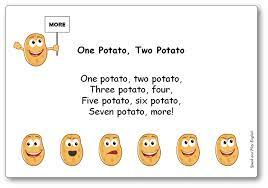 MORE
One Potato, Two Potato
One potato, two potato,
Three potato, four,
Five potato, six potato,
Seven potato, more!